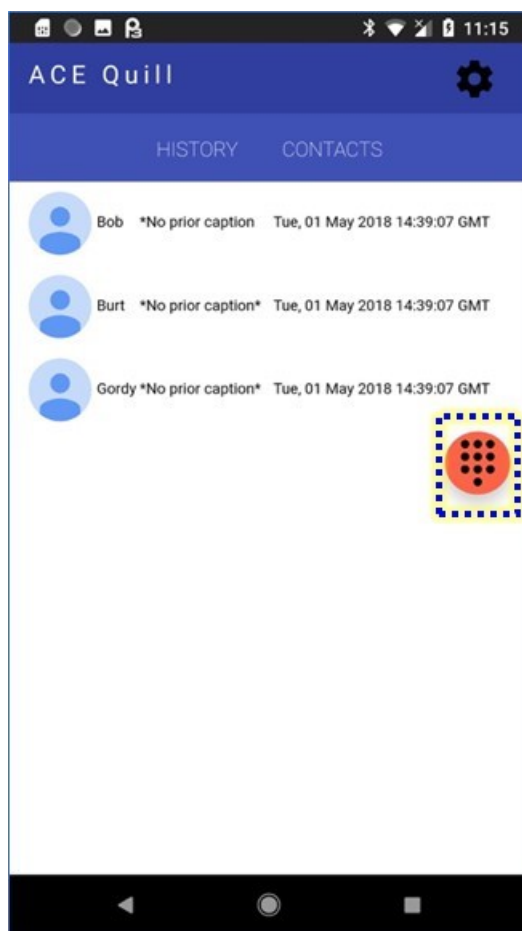 11:15
ACE Quill
HISTORY CONTACTS
Bob *No prior caption Tue, 01 May 2018 14:39:07 GMT
Burt *No prior caption* Tue, 01 May 2018 14:39:07 GMT
Gordy *No prior caption* Tue, 01 May 2018 14:39:07 GMT